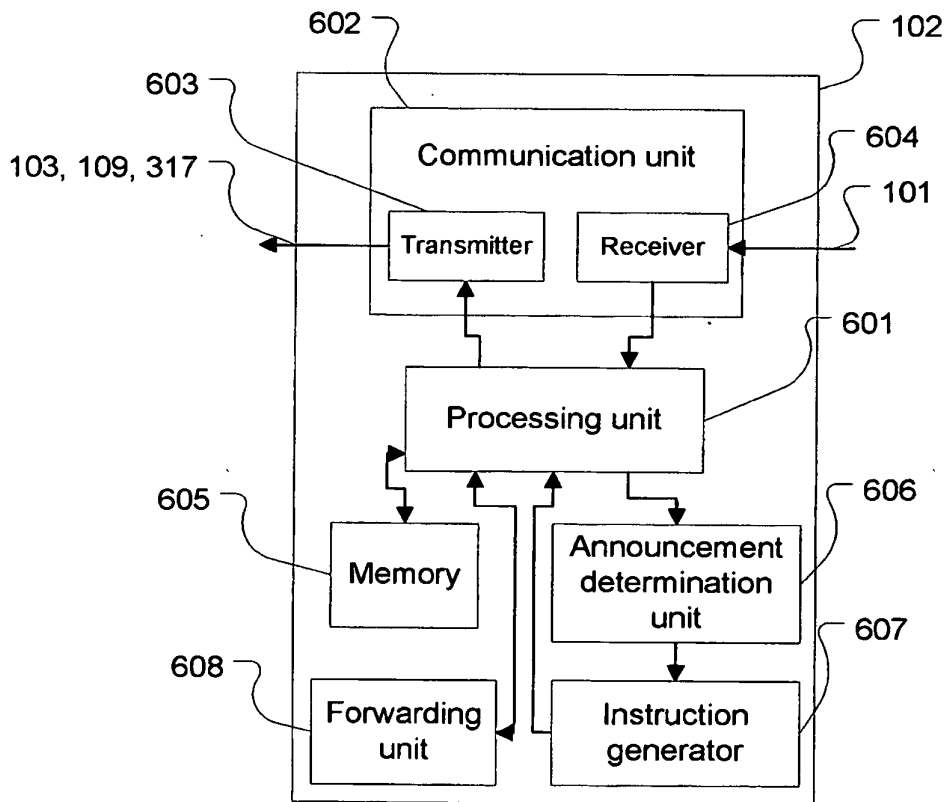 602
102
603
Communication unit
604
103, 109, 317
101
Transmitter
Receiver
601
Processing unit
605
606
Memory
Announcement
determination
unit
607
608
Forwarding
unit
Instruction
generator